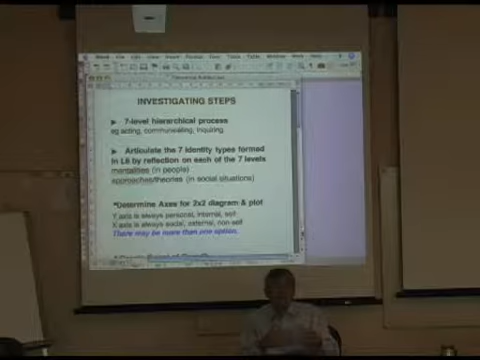 INVESTIGATING STEPS
► 7-level hierarchical process
eg acting, communicating, inquiring
► Articulate the 7 identity types formed
in L6 by reflection on each of the 7 levels
mentalities (in people)
approaches/theories (in social situations)
*Determine Axes for 2x2 diagram & plot
Y axis is always personal, internal, self
X axis is always social, external, non-self
There may be more than one option.